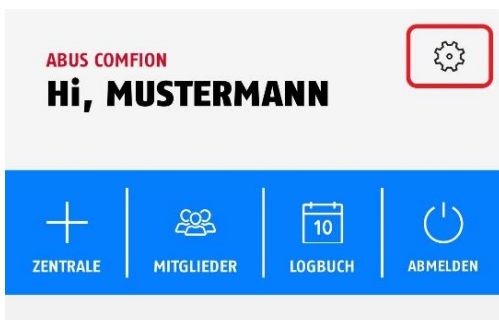 ABUS COMFION
Hi, MUSTERMANN
10
ZENTRALE
MITGLIEDER
LOGBUCH
ABMELDEN